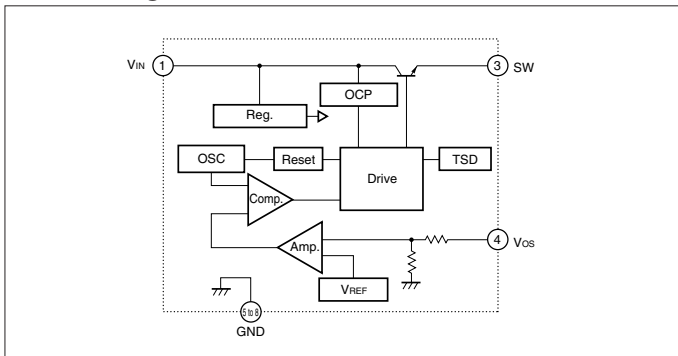 VIN 1
3 SW
OCP
Reg.
OSC
Reset
Drive
TSD
Comp.
Amp.
4 VOS
VREF
5 to 8
GND